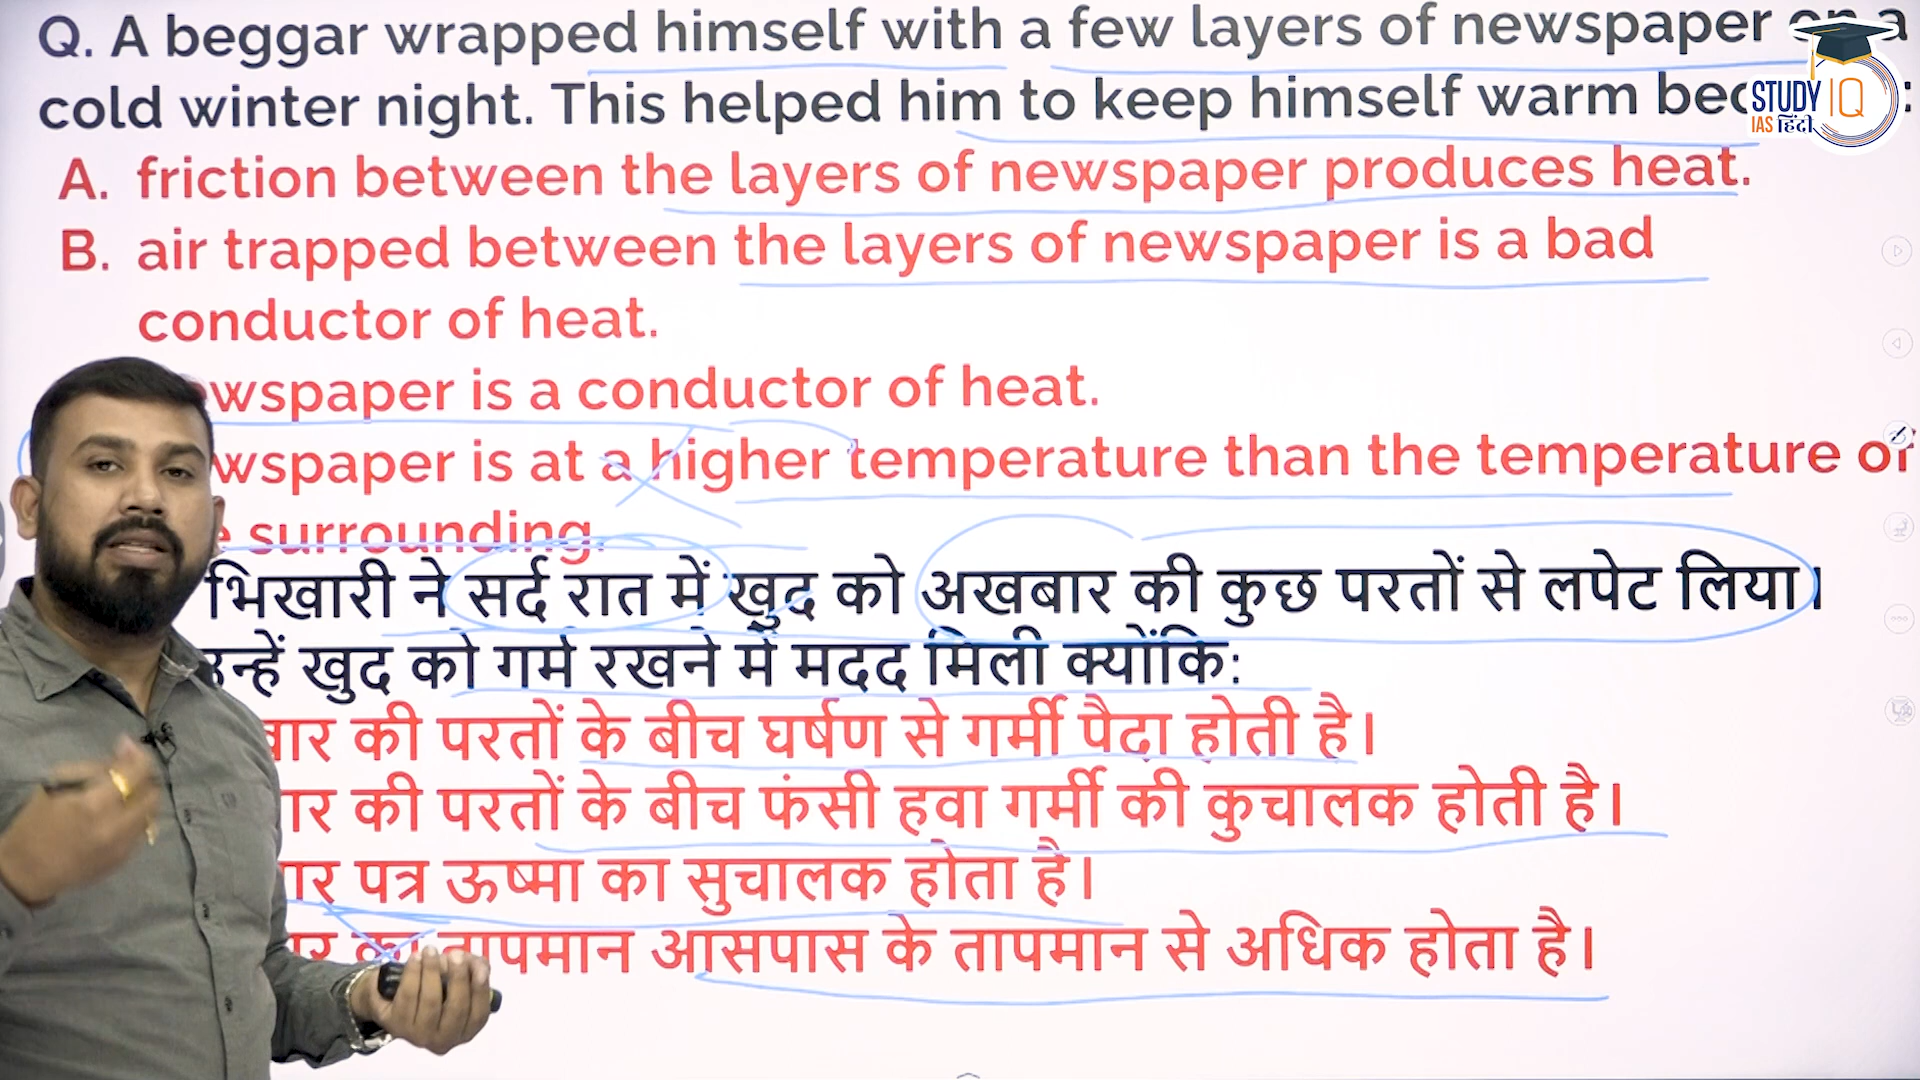 Q. A beggar wrapped himself with a few layers of newspaper on a
cold winter night. This helped him to keep himself warm :
STUDY IQ
IAS हिंदी
A. friction between the layers of newspaper produces heat.
B. air trapped between the layers of newspaper is a bad
conductor of heat.
is a conductor of heat.
is at a higher temperature than the temperature of
surrounding.
भिखारी ने सर्द रात में खुद को अखबार की कुछ परतों से लपेट लिया।
उन्हें खुद को गर्म रखने में मदद मिली क्योंकि:
की परतों के बीच घर्षण से गर्मी पैदा होती है।
की परतों के बीच फंसी हवा गर्मी की कुचालक होती है।
पत्र ऊष्मा का सुचालक होता है।
का तापमान आसपास के तापमान से अधिक होता है।